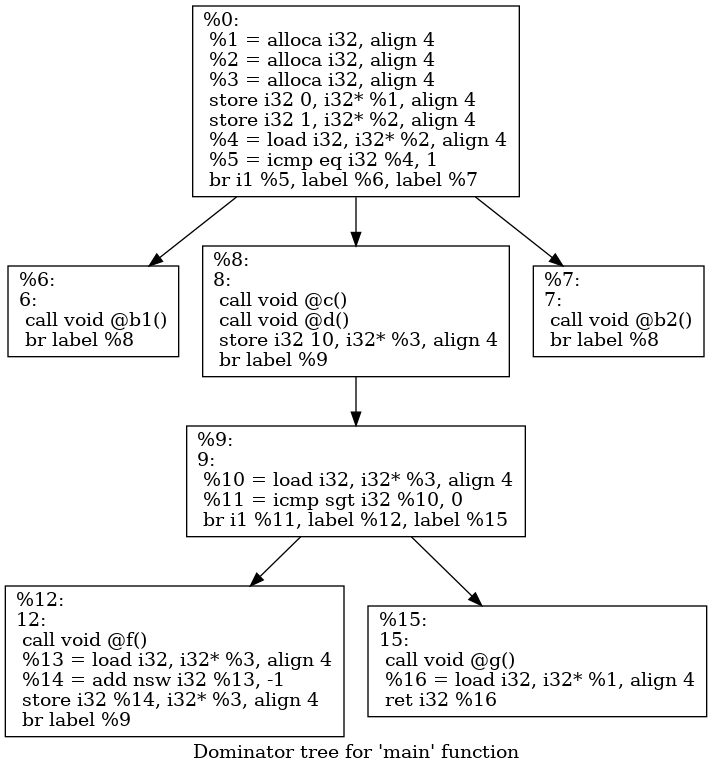 %0:
%1 = alloca i32, align 4
%2 = alloca i32, align 4
%3 = alloca i32, align 4
store i32 0, i32* %1, align 4
store i32 1, i32* %2, align 4
%4 = load i32, i32* %2, align 4
%5 = icmp eq i32 %4, 1
br i1 %5, label %6, label %7
%6:
6:
call void @b1()
br label %8
%8:
8:
call void @c()
call void @d()
store i32 10, i32* %3, align 4
br label %9
%7:
7:
call void @b2()
br label %8
%9:
9:
%10 = load i32, i32* %3, align 4
%11 = icmp sgt i32 %10, 0
br i1 %11, label %12, label %15
%12:
12:
call void @f()
%13 = load i32, i32* %3, align 4
%14 = add nsw i32 %13, -1
store i32 %14, i32* %3, align 4
br label %9
%15:
15:
call void @g()
%16 = load i32, i32* %1, align 4
ret i32 %16
Dominator tree for 'main' function